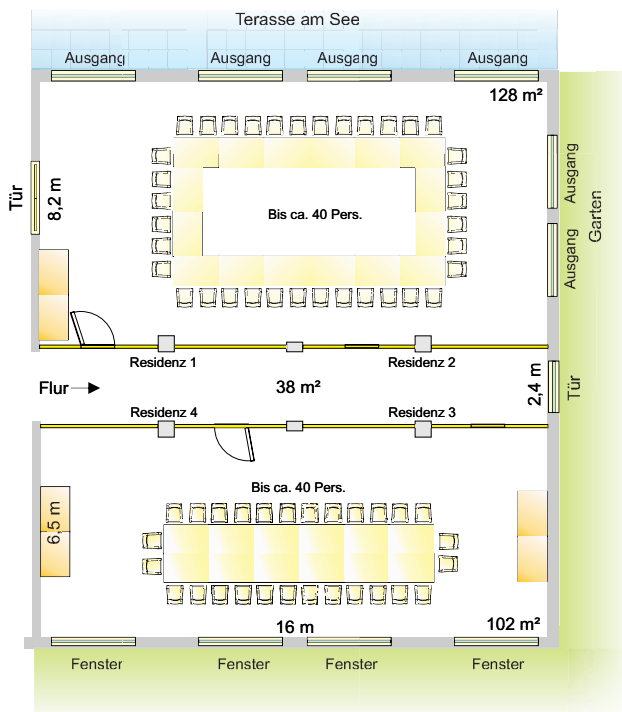 Terasse am See
Ausgang Ausgang Ausgang Ausgang
128 m²
Tür
8,2 m
Bis ca. 40 Pers.
Ausgang
Ausgang
Garten
Residenz 1 Residenz 2
Flur
38 m²
2,4 m
Tür
Residenz 4 Residenz 3
Bis ca. 40 Pers.
6,5 m
16 m
102 m²
Fenster Fenster Fenster Fenster